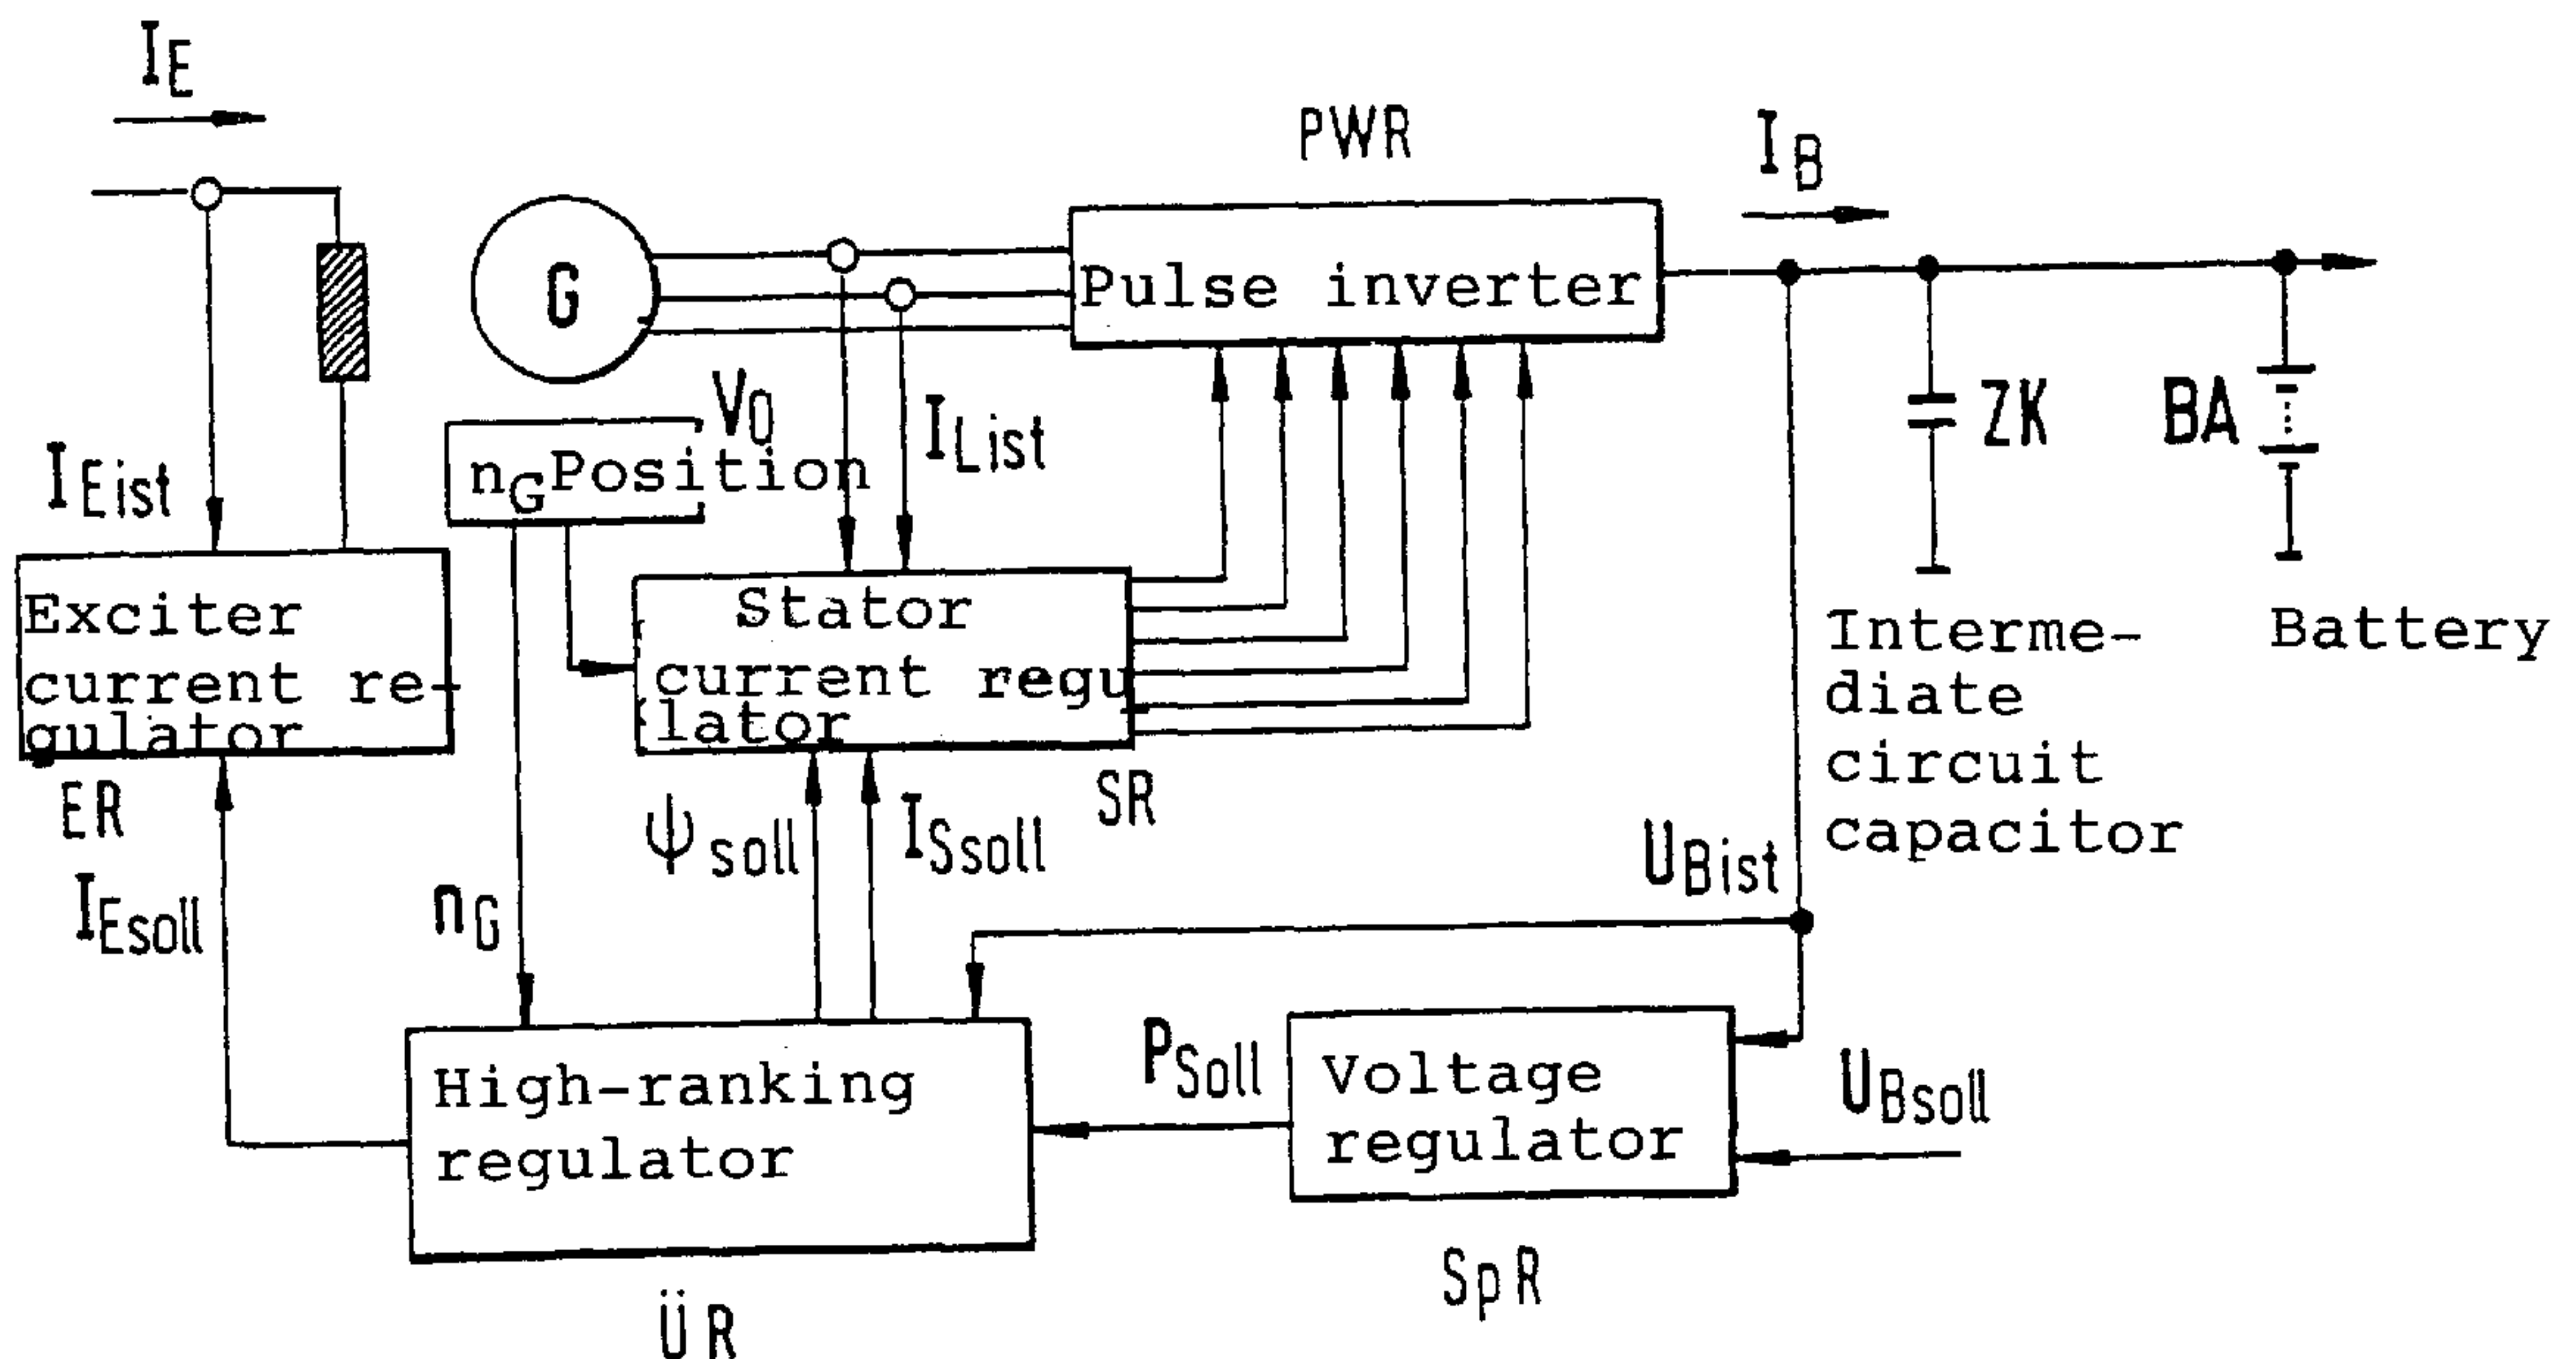 I_E
PWR
I_B
G
Pulse inverter
V_0
I_List
n_G Position
ZK
BA
I_Eist
Exciter
current re-
gulator
Stator
current regu
lator
Interme-
diate
circuit
capacitor
Battery
ER
SR
ψ_soll
I_Ssoll
U_Bist
I_Esoll
n_G
P_Soll
High-ranking
regulator
Voltage
regulator
U_Bsoll
ÜR
SpR